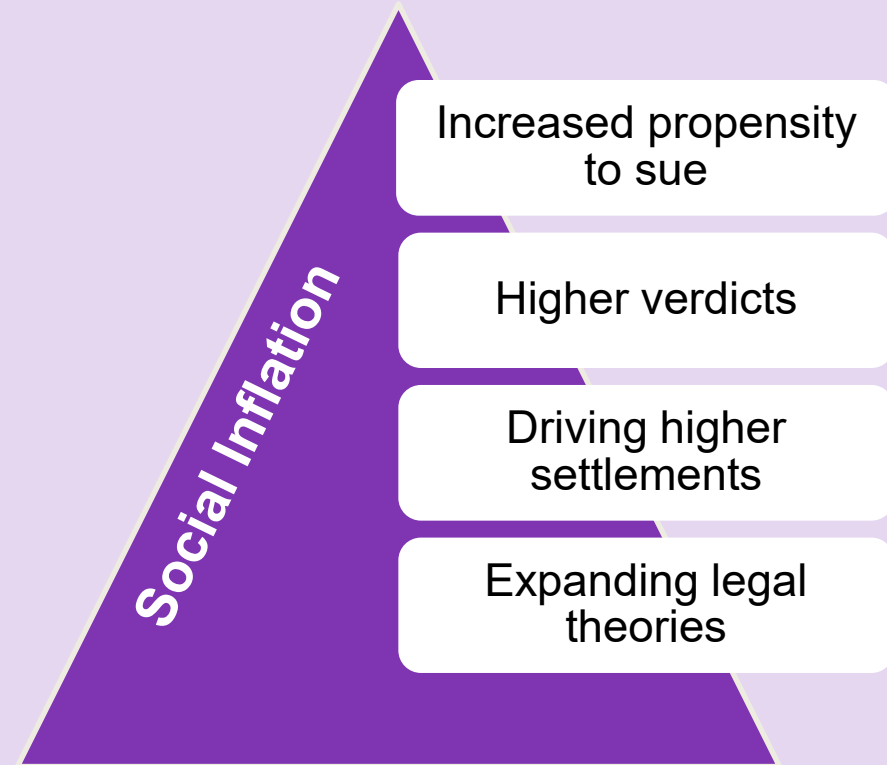 Increased propensity
to sue
Higher verdicts
Social Inflation
Driving higher
settlements
Expanding legal
theories